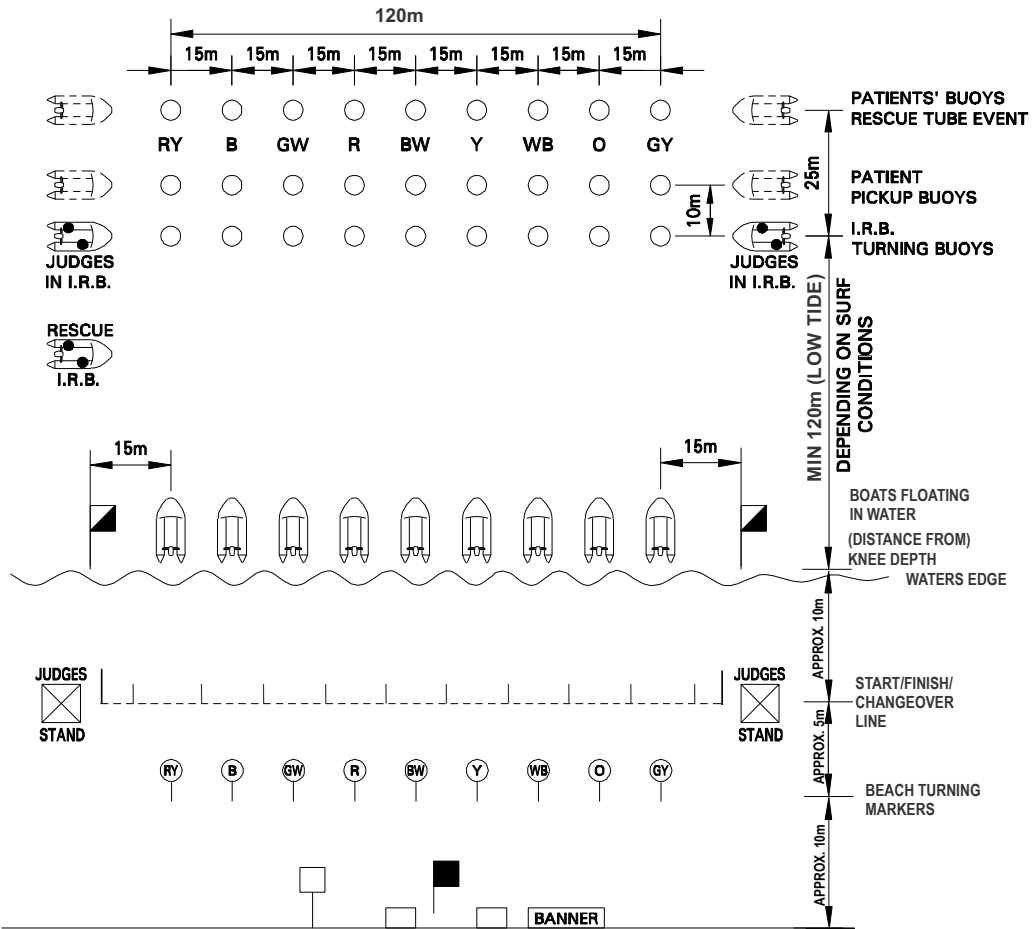 120m
15m 15m 15m 15m 15m 15m 15m 15m
PATIENTS' BUOYS
RESCUE TUBE EVENT
RY B GW R BW Y WB O GY
25m
PATIENT
PICKUP BUOYS
10m
I.R.B.
TURNING BUOYS
JUDGES
IN I.R.B.
JUDGES
IN I.R.B.
RESCUE
I.R.B.
MIN 120m (LOW TIDE)
DEPENDING ON SURF
CONDITIONS
15m
15m
BOATS FLOATING
IN WATER
(DISTANCE FROM)
KNEE DEPTH
WATERS EDGE
APPROX. 10m
JUDGES
STAND
JUDGES
STAND
START/FINISH/
CHANGEOVER
LINE
APPROX. 5m
RY B GW R BW Y WB O GY
BEACH TURNING
MARKERS
APPROX. 10m
BANNER